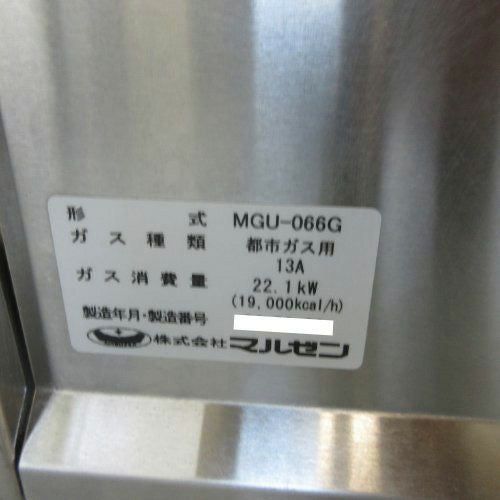 形式 MGU-066G
ガス種類 都市ガス用
13A
ガス消費量 22.1kW
(19,000kcal/h)
製造年月・製造番号
株式会社マルゼン